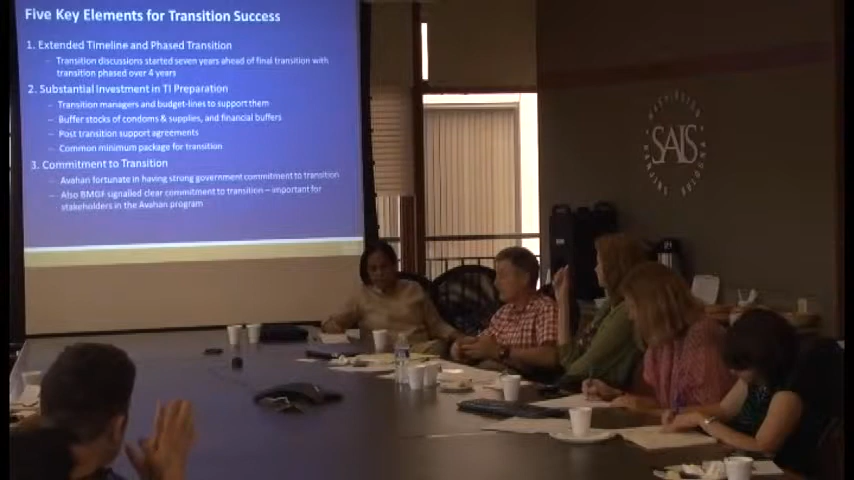 Five Key Elements for Transition Success
1. Extended Timeline and Phased Transition
– Transition discussions started seven years ahead of final transition with
transition phased over 4 years
2. Substantial Investment in TI Preparation
– Transition managers and budget-lines to support them
– Buffer stocks of condoms & supplies, and financial buffers
– Post transition support agreements
– Common minimum package for transition
3. Commitment to Transition
– Avahan fortunate in having strong government commitment to transition
– Also BMGF signalled clear commitment to transition – important for
stakeholders in the Avahan program
WASHINGTON
SAIS
NANJING BOLOGNA